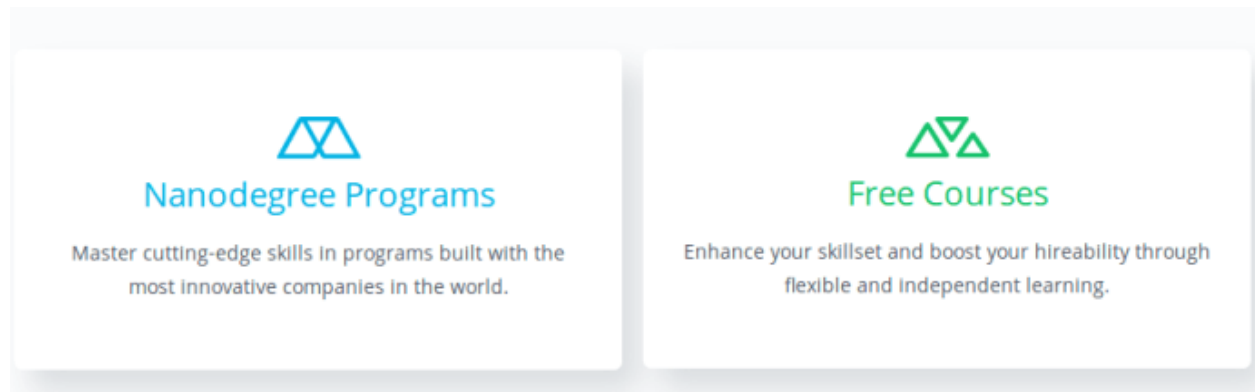 Nanodegree Programs
Master cutting-edge skills in programs built with the
most innovative companies in the world.
Free Courses
Enhance your skillset and boost your hireability through
flexible and independent learning.